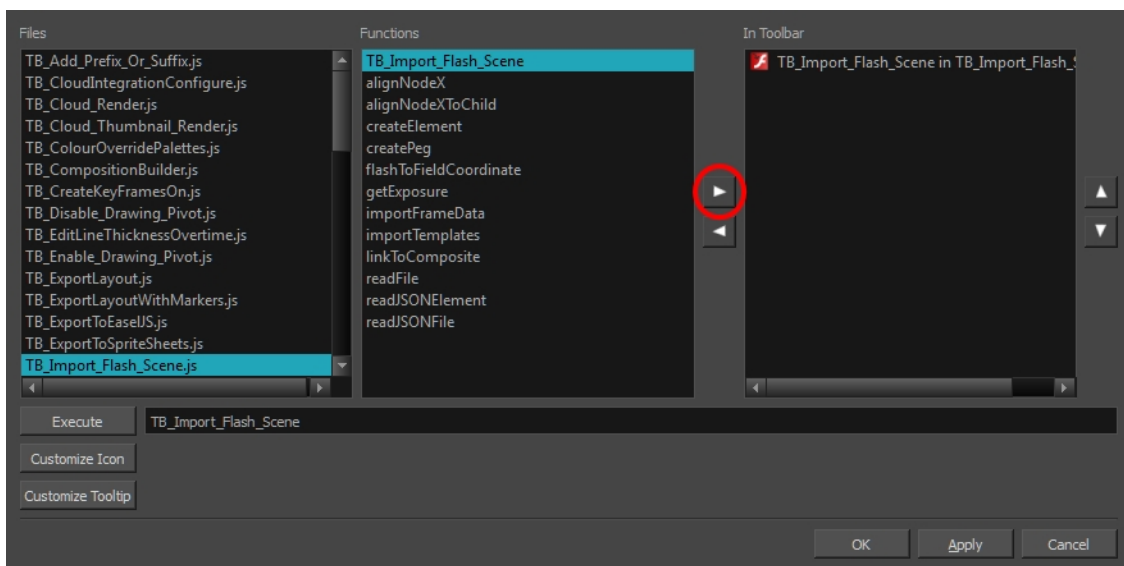 Files
TB_Add_Prefix_Or_Suffix.js
TB_CloudIntegrationConfigure.js
TB_Cloud_Render.js
TB_Cloud_Thumbnail_Render.js
TB_ColourOverridePalettes.js
TB_CompositionBuilder.js
TB_CreateKeyFramesOn.js
TB_Disable_Drawing_Pivot.js
TB_EditLineThicknessOvertime.js
TB_Enable_Drawing_Pivot.js
TB_ExportLayout.js
TB_ExportLayoutWithMarkers.js
TB_ExportToEaselJS.js
TB_ExportToSpriteSheets.js
TB_Import_Flash_Scene.js
Functions
TB_Import_Flash_Scene
alignNodeX
alignNodeXToChild
createElement
createPeg
flashToFieldCoordinate
getExposure
importFrameData
importTemplates
linkToComposite
readFile
readJSONElement
readJSONFile
In Toolbar
TB_Import_Flash_Scene in TB_Import_Flash_S
Execute TB_Import_Flash_Scene
Customize Icon
Customize Tooltip
OK Apply Cancel